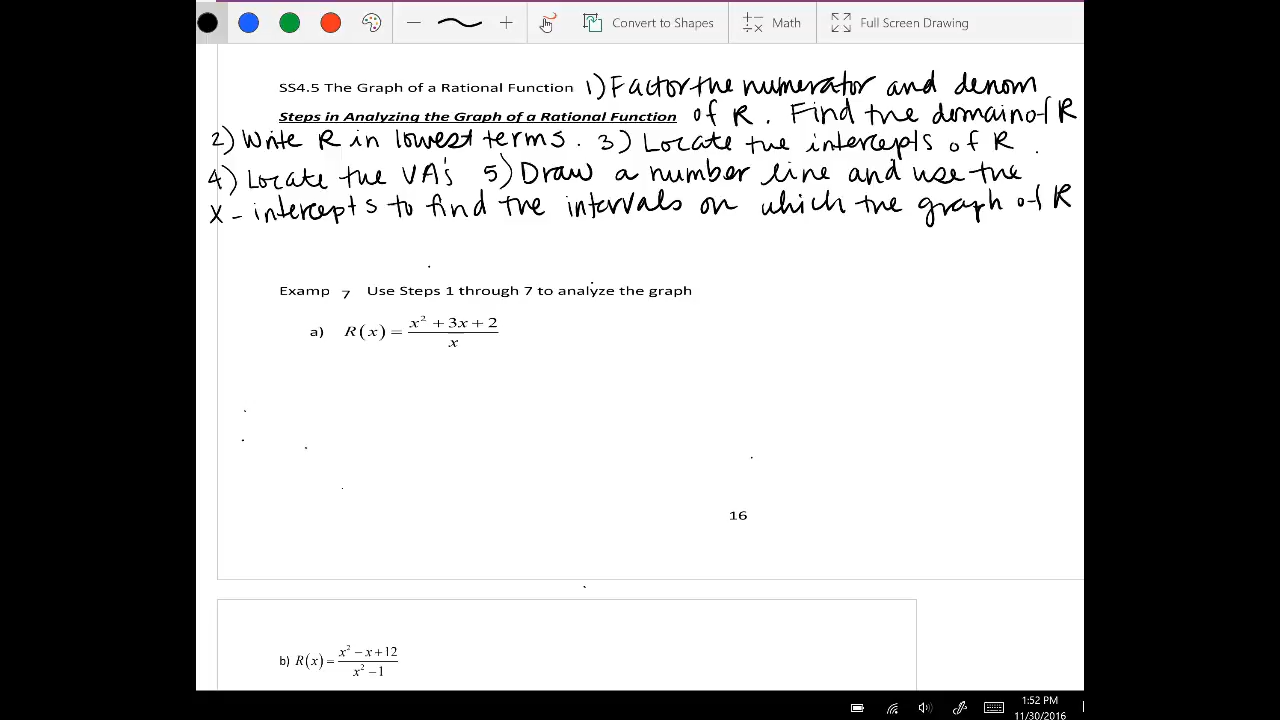 Convert to Shapes Math Full Screen Drawing
SS4.5 The Graph of a Rational Function 1) Factor the numerator and denom
Steps in Analyzing the Graph of a Rational Function of R. Find the domain of R
2) Write R in lowest terms. 3) Locate the intercepts of R.
4) Locate the VA's 5) Draw a number line and use the
x-intercepts to find the intervals on which the graph of R
Examp 7 Use Steps 1 through 7 to analyze the graph
a) R(x) = (x² + 3x + 2)/x
16
b) R(x) = (x² − x + 12)/(x² − 1)
1:52 PM
11/30/2016